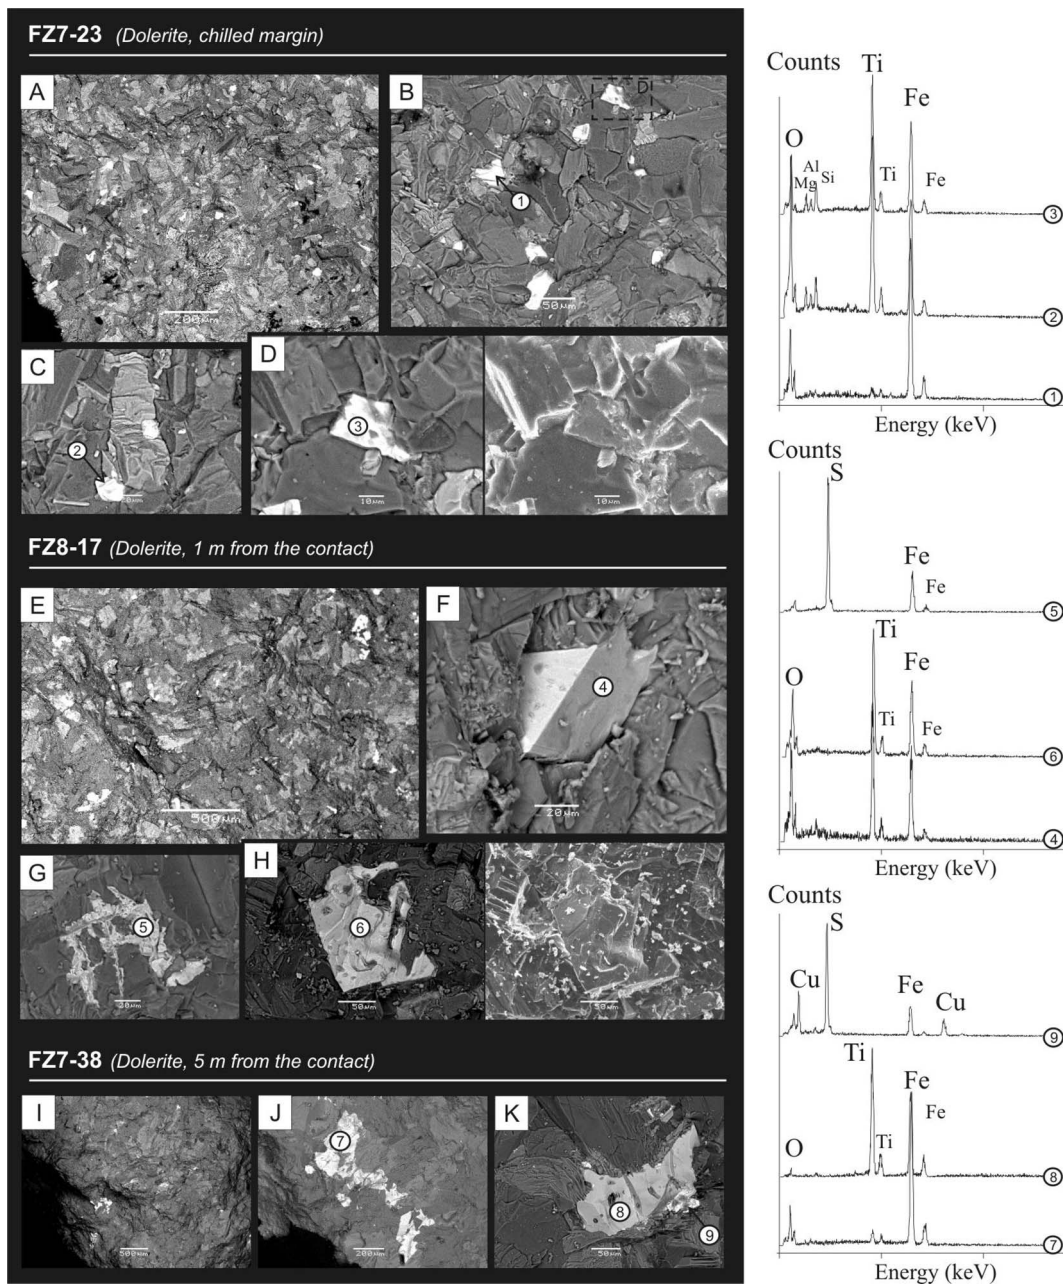 FZ7-23 (Dolerite, chilled margin)
A
B
D
1
200 µm
50 µm
C
2
D
3
10 µm
10 µm
FZ8-17 (Dolerite, 1 m from the contact)
E
500 µm
F
4
20 µm
G
5
20 µm
H
6
50 µm
50 µm
FZ7-38 (Dolerite, 5 m from the contact)
I
500 µm
J
7
200 µm
K
8
9
50 µm
Counts
Ti
Fe
O
Al
Mg
Si
Ti
Fe
3
2
1
Energy (keV)
Counts
S
Fe
Fe
5
Ti
O
Fe
Ti
Fe
6
4
Energy (keV)
Counts
S
Cu
Fe
Cu
9
Ti
Fe
Fe
O
Ti
8
7
Energy (keV)